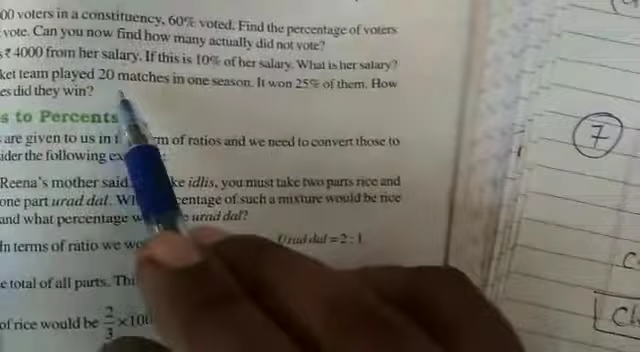 00 voters in a constituency, 60% voted. Find the percentage of voters
vote. Can you now find how many actually did not vote?
s ₹ 4000 from her salary. If this is 10% of her salary. What is her salary?
ket team played 20 matches in one season. It won 25% of them. How
es did they win?
s to Percents
are given to us in m of ratios and we need to convert those to
ider the following ex
Reena's mother said ke idlis, you must take two parts rice and
one part urad dal. centage of such a mixture would be rice
and what percentage w urad dal?
In terms of ratio we wo Urad dal = 2 : 1
e total of all parts. Thi
of rice would be 2/3 × 100
7